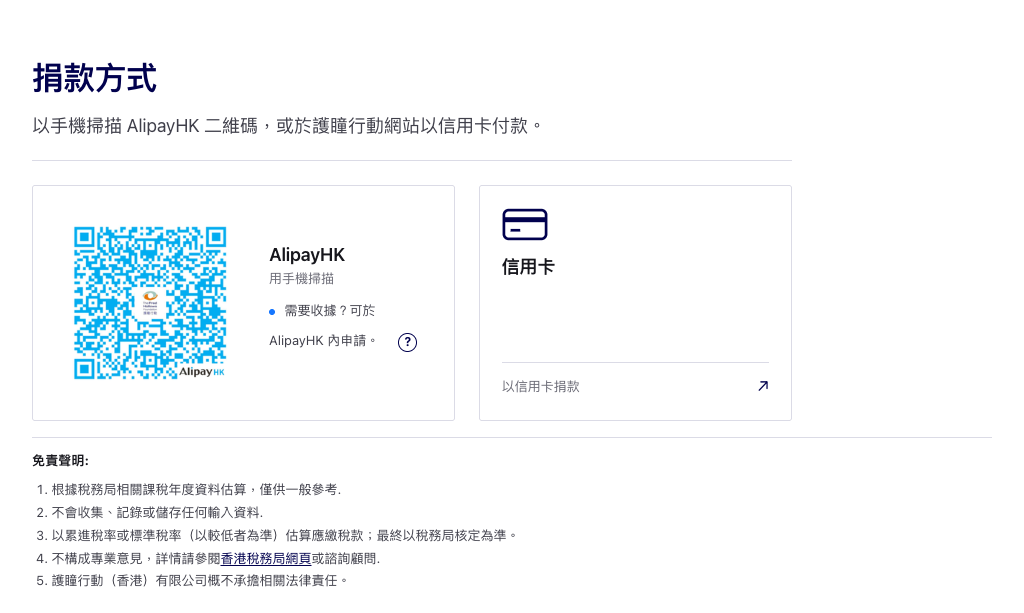 捐款方式
以手機掃描 AlipayHK 二維碼，或於護瞳行動網站以信用卡付款。
AlipayHK
用手機掃描
需要收據？可於
AlipayHK 內申請。
?
AlipayHK
信用卡
以信用卡捐款
免責聲明:
1. 根據稅務局相關課稅年度資料估算，僅供一般參考.
2. 不會收集、記錄或儲存任何輸入資料.
3. 以累進稅率或標準稅率（以較低者為準）估算應繳稅款；最終以稅務局核定為準。
4. 不構成專業意見，詳情請參閱香港稅務局網頁或諮詢顧問.
5. 護瞳行動（香港）有限公司概不承擔相關法律責任。